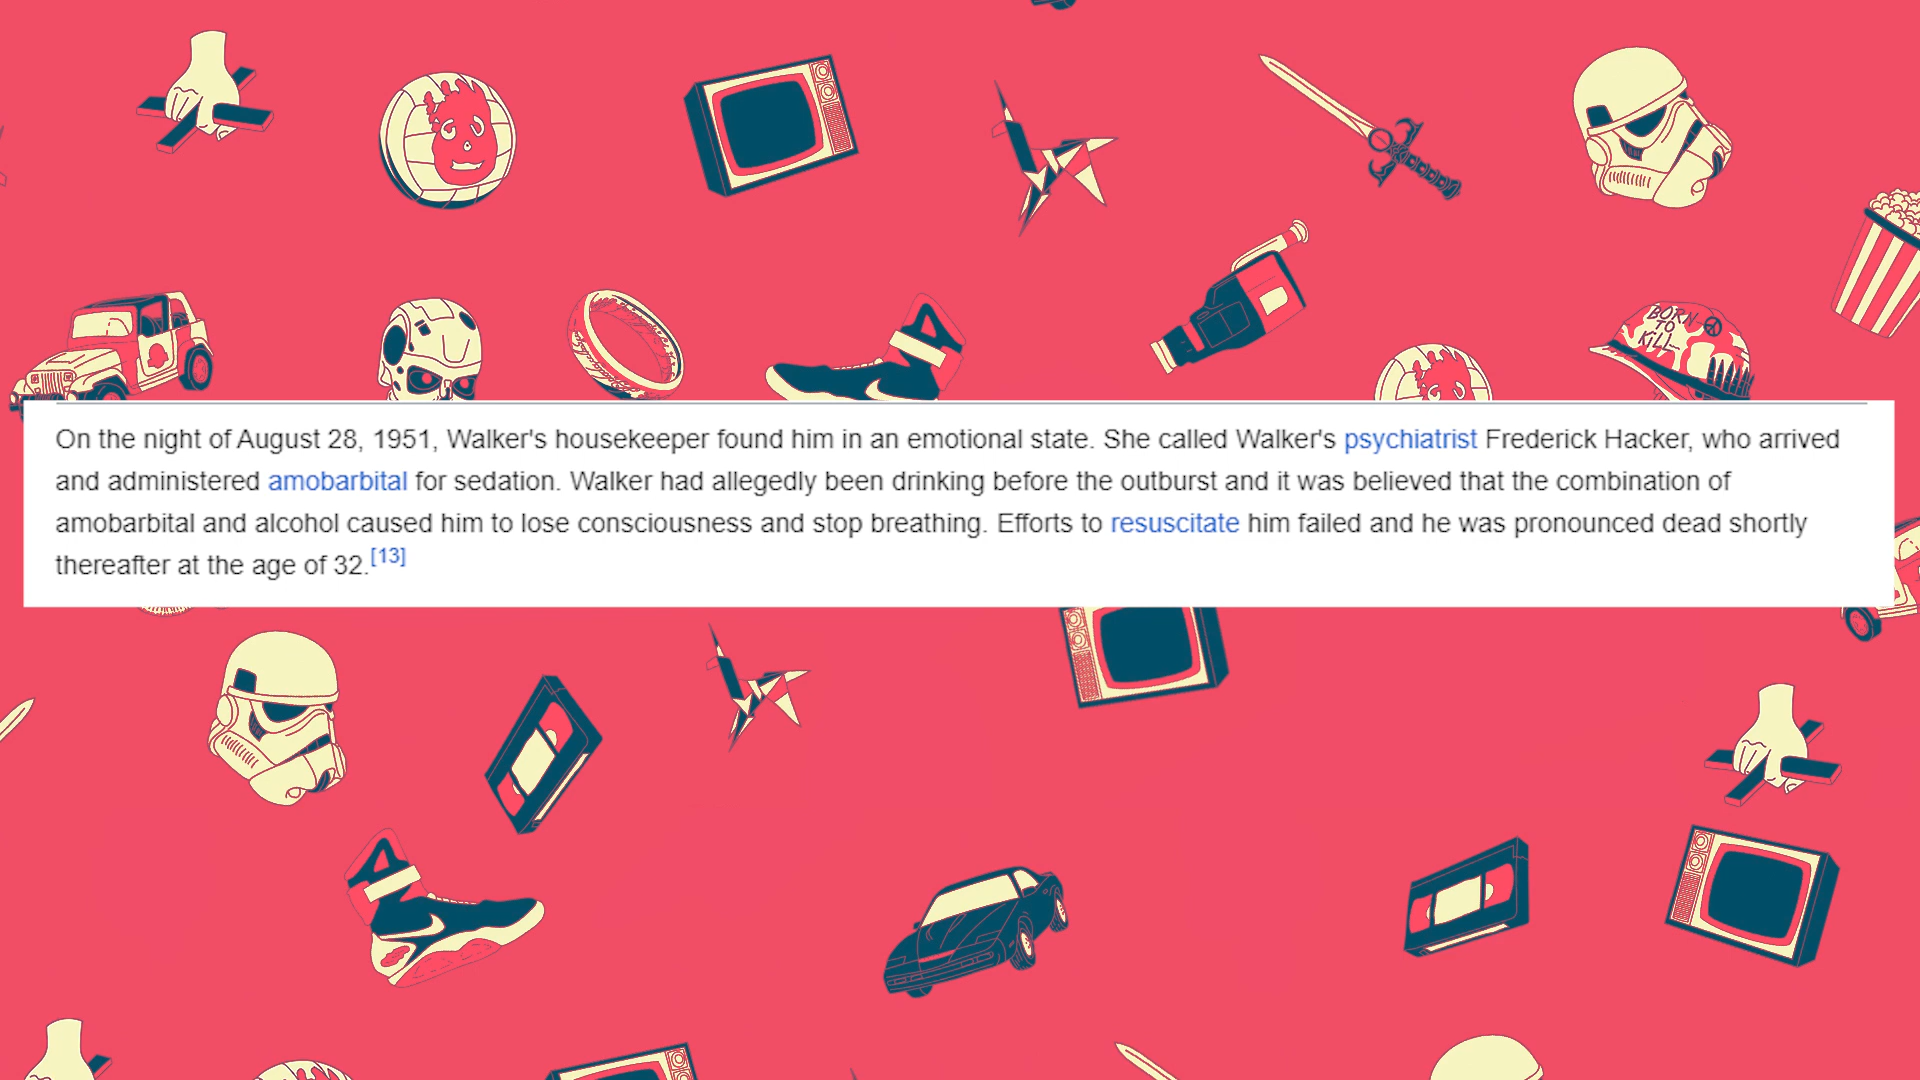 BORN
TO
KILL
On the night of August 28, 1951, Walker's housekeeper found him in an emotional state. She called Walker's psychiatrist Frederick Hacker, who arrived
and administered amobarbital for sedation. Walker had allegedly been drinking before the outburst and it was believed that the combination of
amobarbital and alcohol caused him to lose consciousness and stop breathing. Efforts to resuscitate him failed and he was pronounced dead shortly
thereafter at the age of 32.[13]